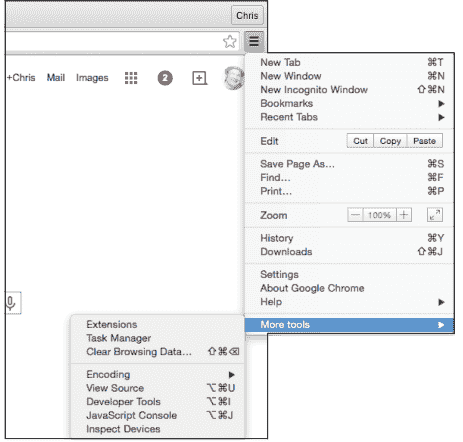 Chris
+Chris Mail Images 2
New Tab ⌘T
New Window ⌘N
New Incognito Window ⇧⌘N
Bookmarks ▶
Recent Tabs ▶
Edit Cut Copy Paste
Save Page As... ⌘S
Find... ⌘F
Print... ⌘P
Zoom − 100% +
History ⌘Y
Downloads ⇧⌘J
Settings
About Google Chrome
Help ▶
More tools ▶
Extensions
Task Manager
Clear Browsing Data... ⇧⌘⌫
Encoding ▶
View Source ⌥⌘U
Developer Tools ⌥⌘I
JavaScript Console ⌥⌘J
Inspect Devices